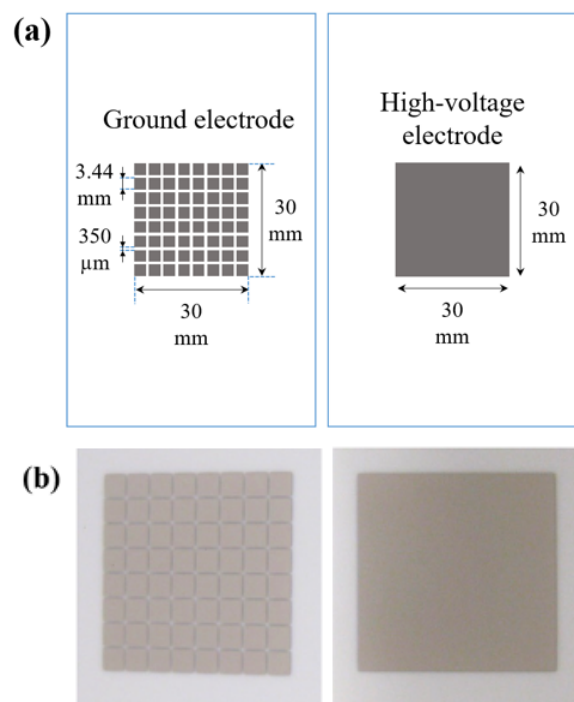 (a)
Ground electrode
3.44
mm
350
µm
30
mm
30
mm
High-voltage
electrode
30
mm
30
mm
(b)